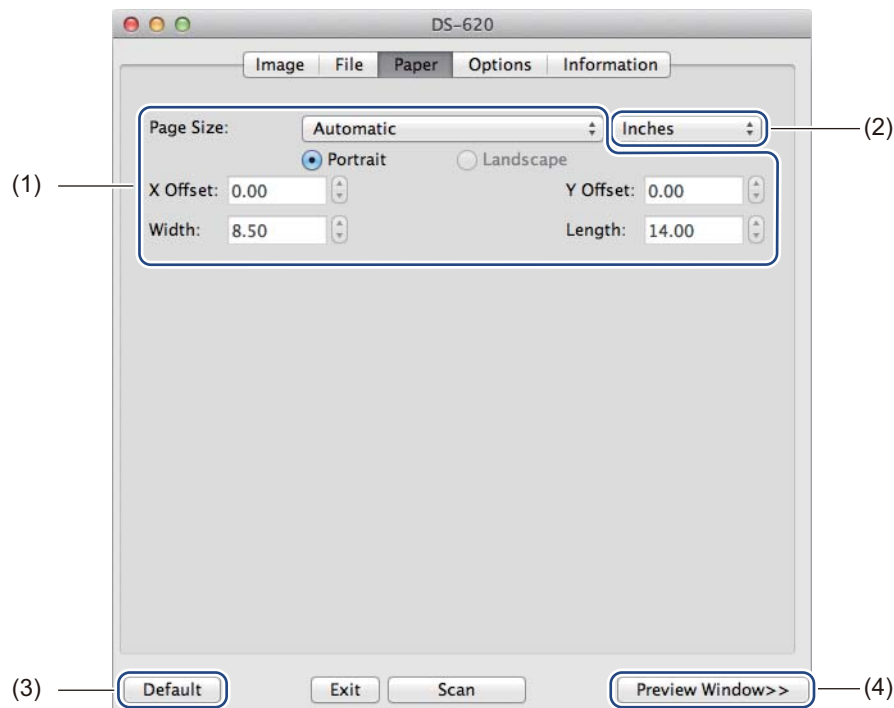 DS-620
Image File Paper Options Information
Page Size: Automatic Inches (2)
Portrait Landscape
(1) X Offset: 0.00 Y Offset: 0.00
Width: 8.50 Length: 14.00
(3) Default Exit Scan Preview Window>> (4)